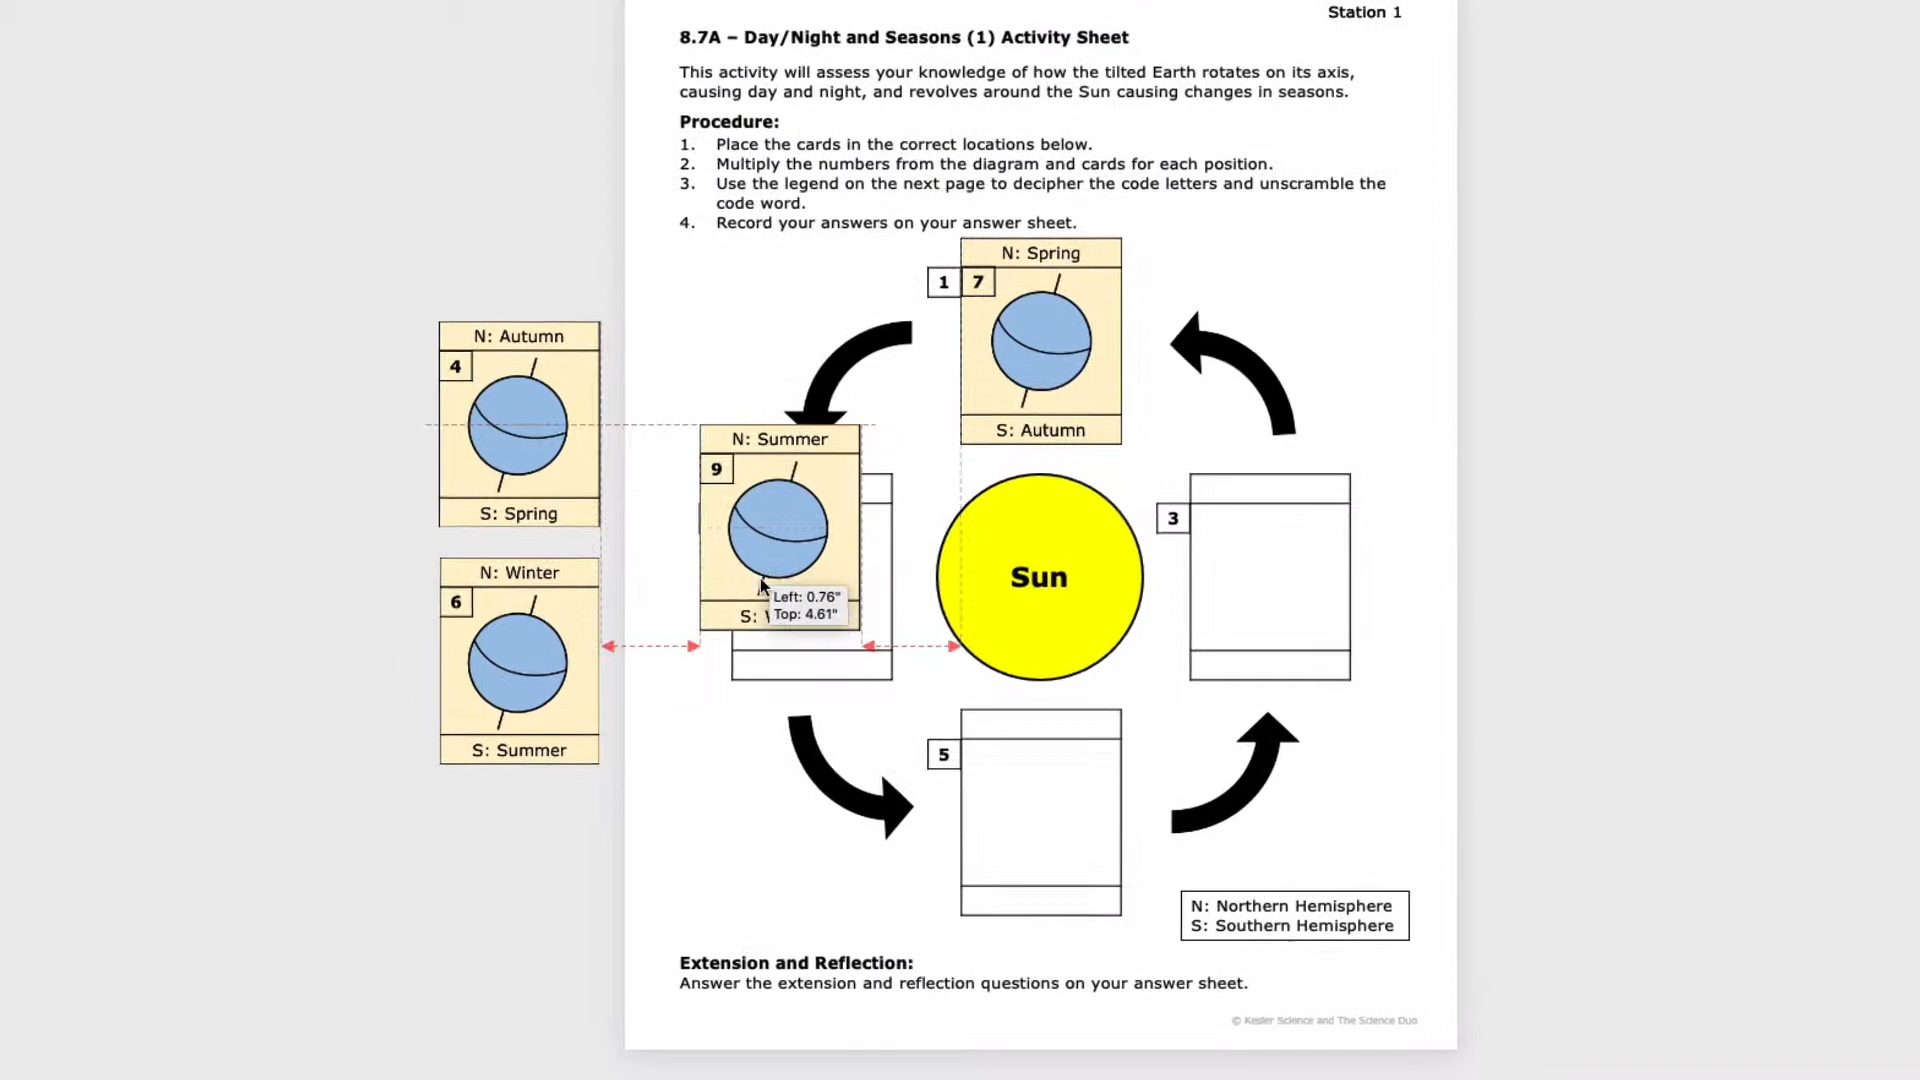 Station 1
8.7A – Day/Night and Seasons (1) Activity Sheet
This activity will assess your knowledge of how the tilted Earth rotates on its axis,
causing day and night, and revolves around the Sun causing changes in seasons.
Procedure:
1. Place the cards in the correct locations below.
2. Multiply the numbers from the diagram and cards for each position.
3. Use the legend on the next page to decipher the code letters and unscramble the
code word.
4. Record your answers on your answer sheet.
N: Spring
1 7
S: Autumn
N: Autumn
4
S: Spring
N: Summer
9
S:
Left: 0.76"
Top: 4.61"
Sun
3
N: Winter
6
S: Summer
5
N: Northern Hemisphere
S: Southern Hemisphere
Extension and Reflection:
Answer the extension and reflection questions on your answer sheet.
© Kesler Science and The Science Duo